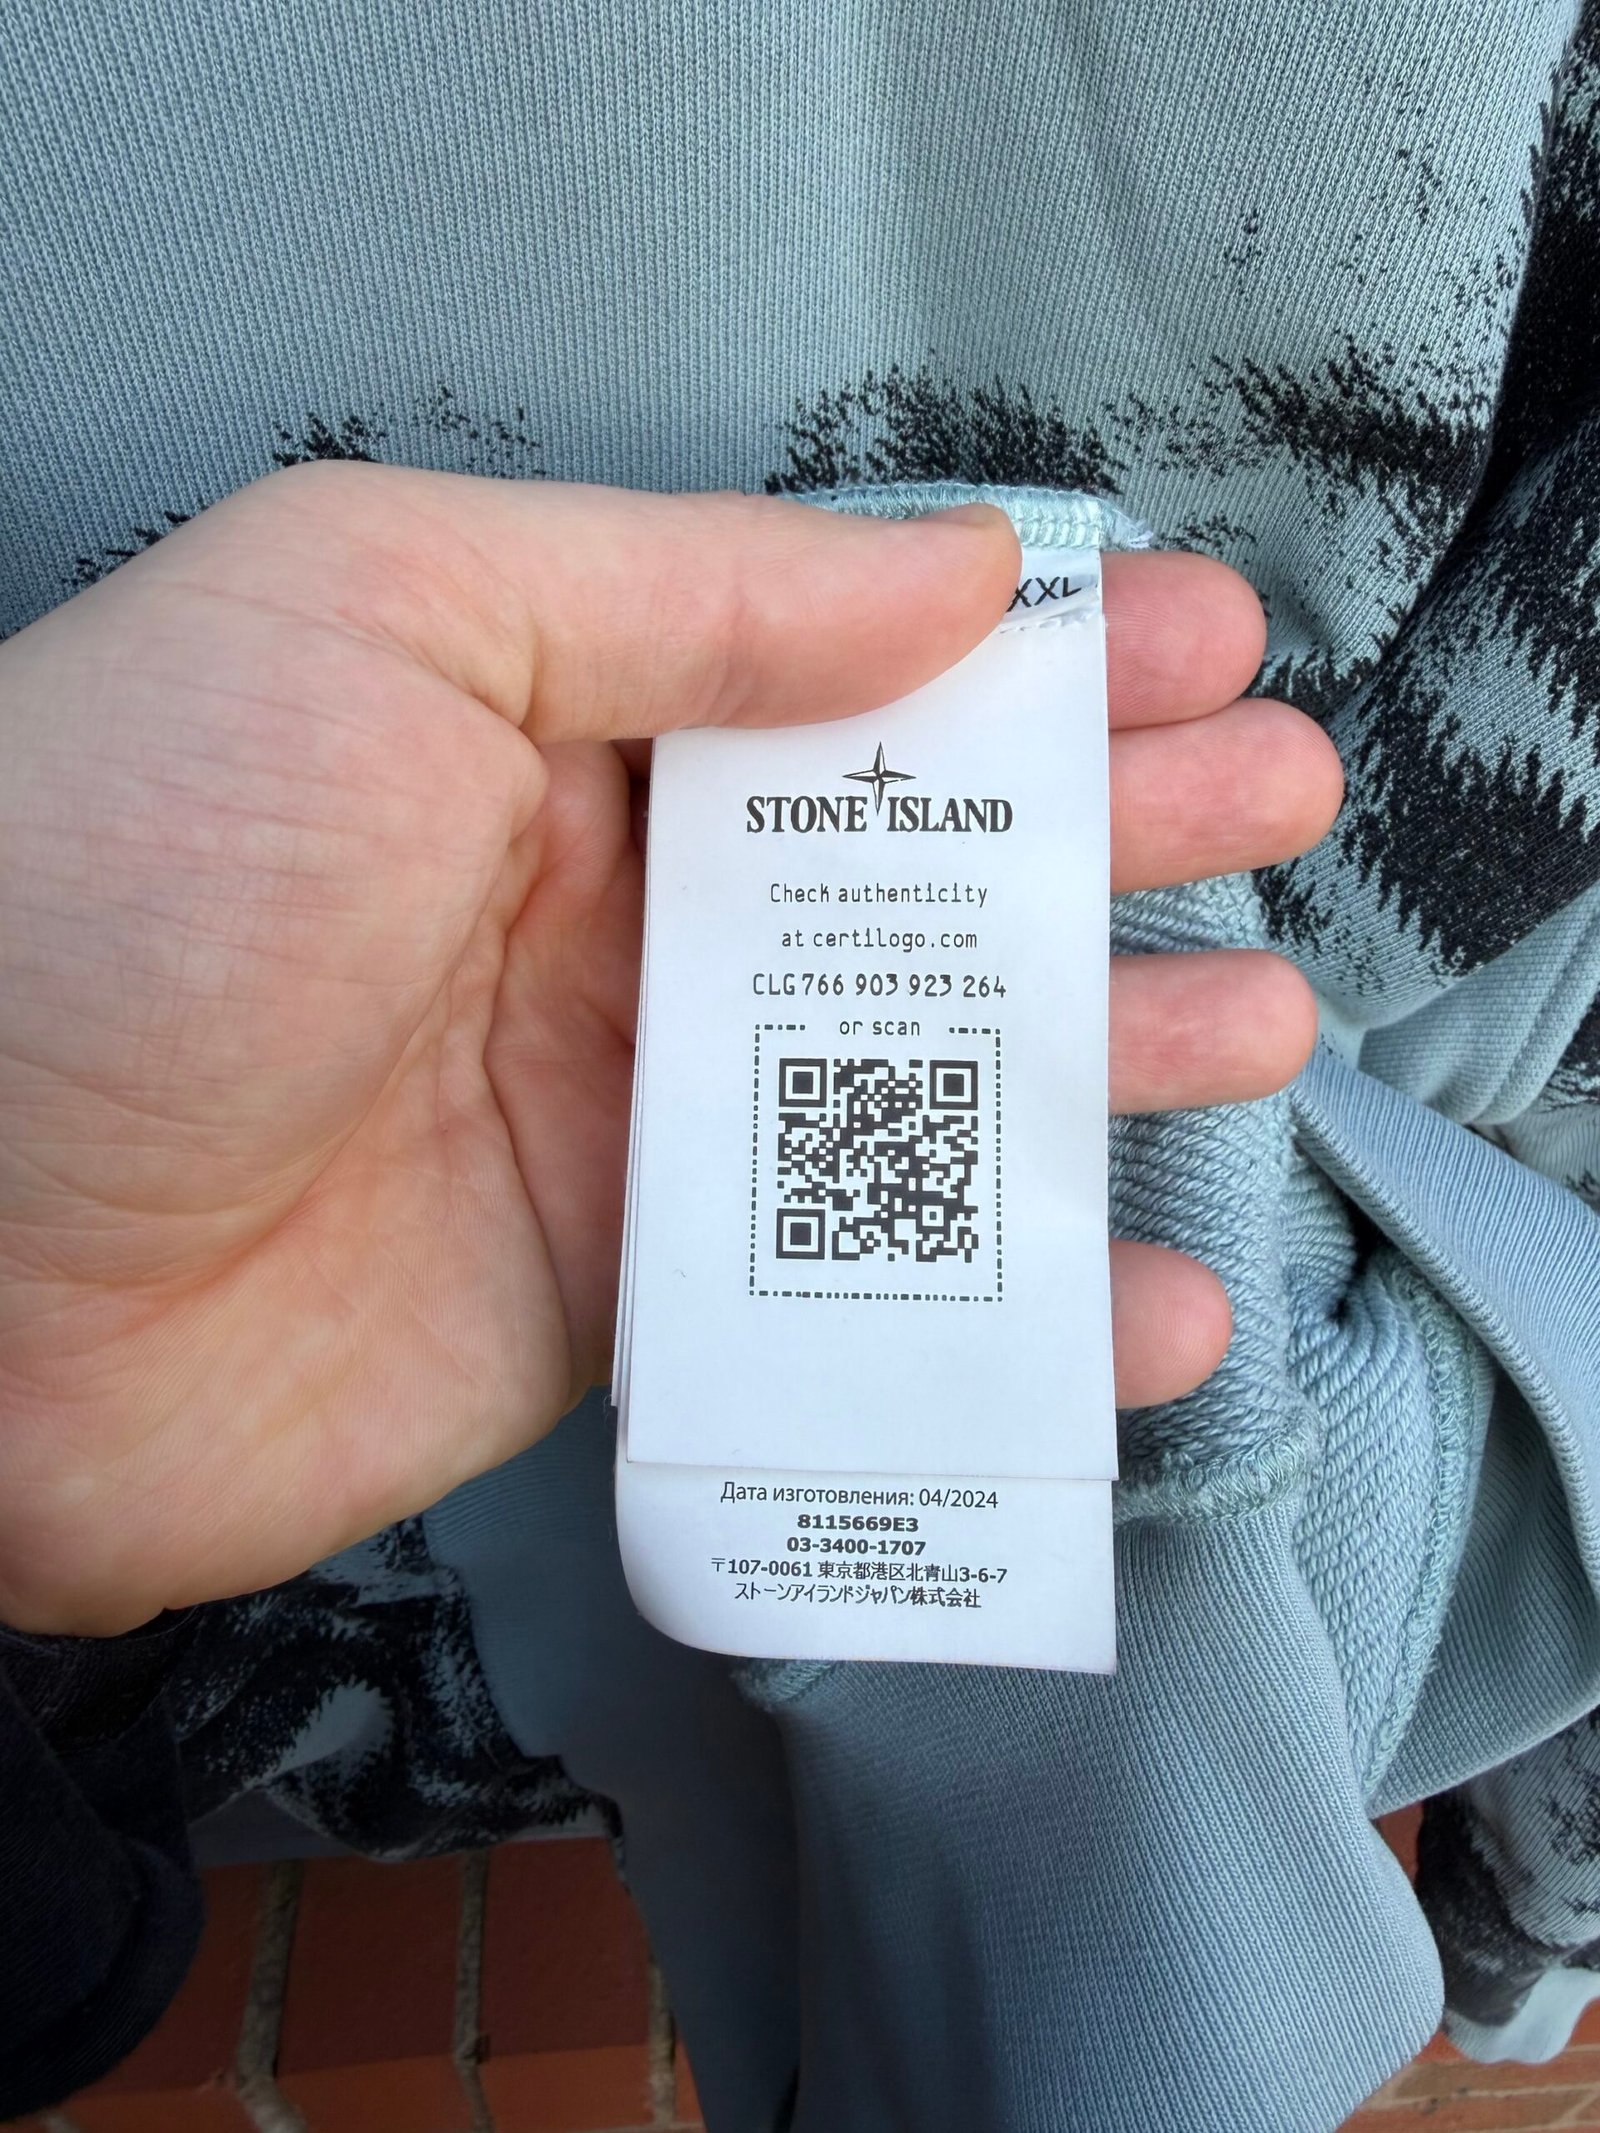 XXL
STONE ISLAND
Check authenticity
at certilogo.com
CLG 766 903 923 264
or scan
Дата изготовления: 04/2024
8115669E3
03-3400-1707
〒107-0061 東京都港区北青山3-6-7
ストーンアイランドジャパン株式会社